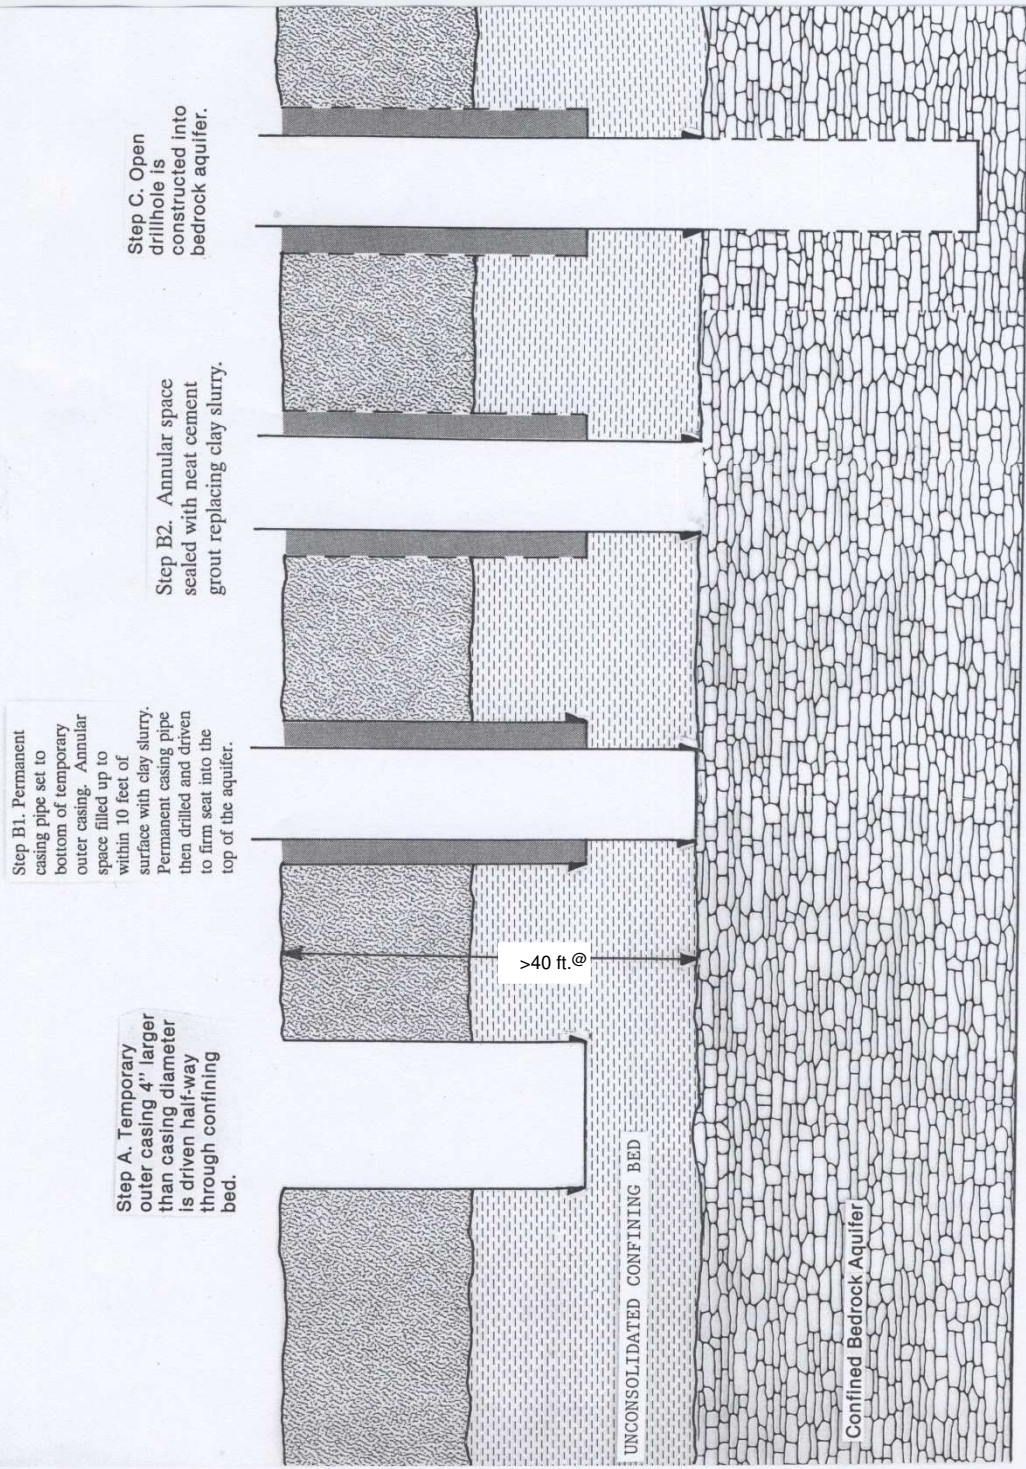 Step A. Temporary
outer casing 4" larger
than casing diameter
is driven half-way
through confining
bed.
Step B1. Permanent
casing pipe set to
bottom of temporary
outer casing. Annular
space filled up to
within 10 feet of
surface with clay slurry.
Permanent casing pipe
then drilled and driven
to firm seat into the
top of the aquifer.
Step B2. Annular space
sealed with neat cement
grout replacing clay slurry.
Step C. Open
drillhole is
constructed into
bedrock aquifer.
>40 ft.@
UNCONSOLIDATED CONFINING BED
Confined Bedrock Aquifer